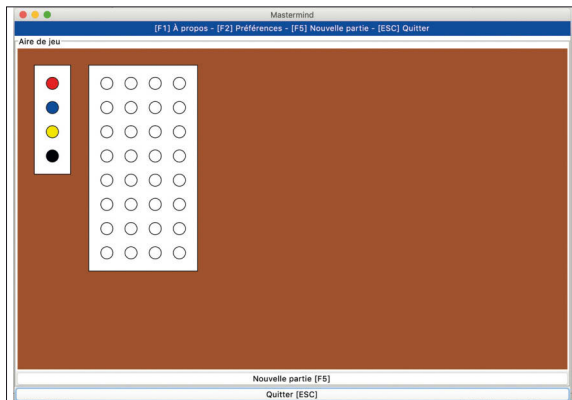 Mastermind
[F1] À propos - [F2] Préférences - [F5] Nouvelle partie - [ESC] Quitter
Aire de jeu
Nouvelle partie [F5]
Quitter [ESC]